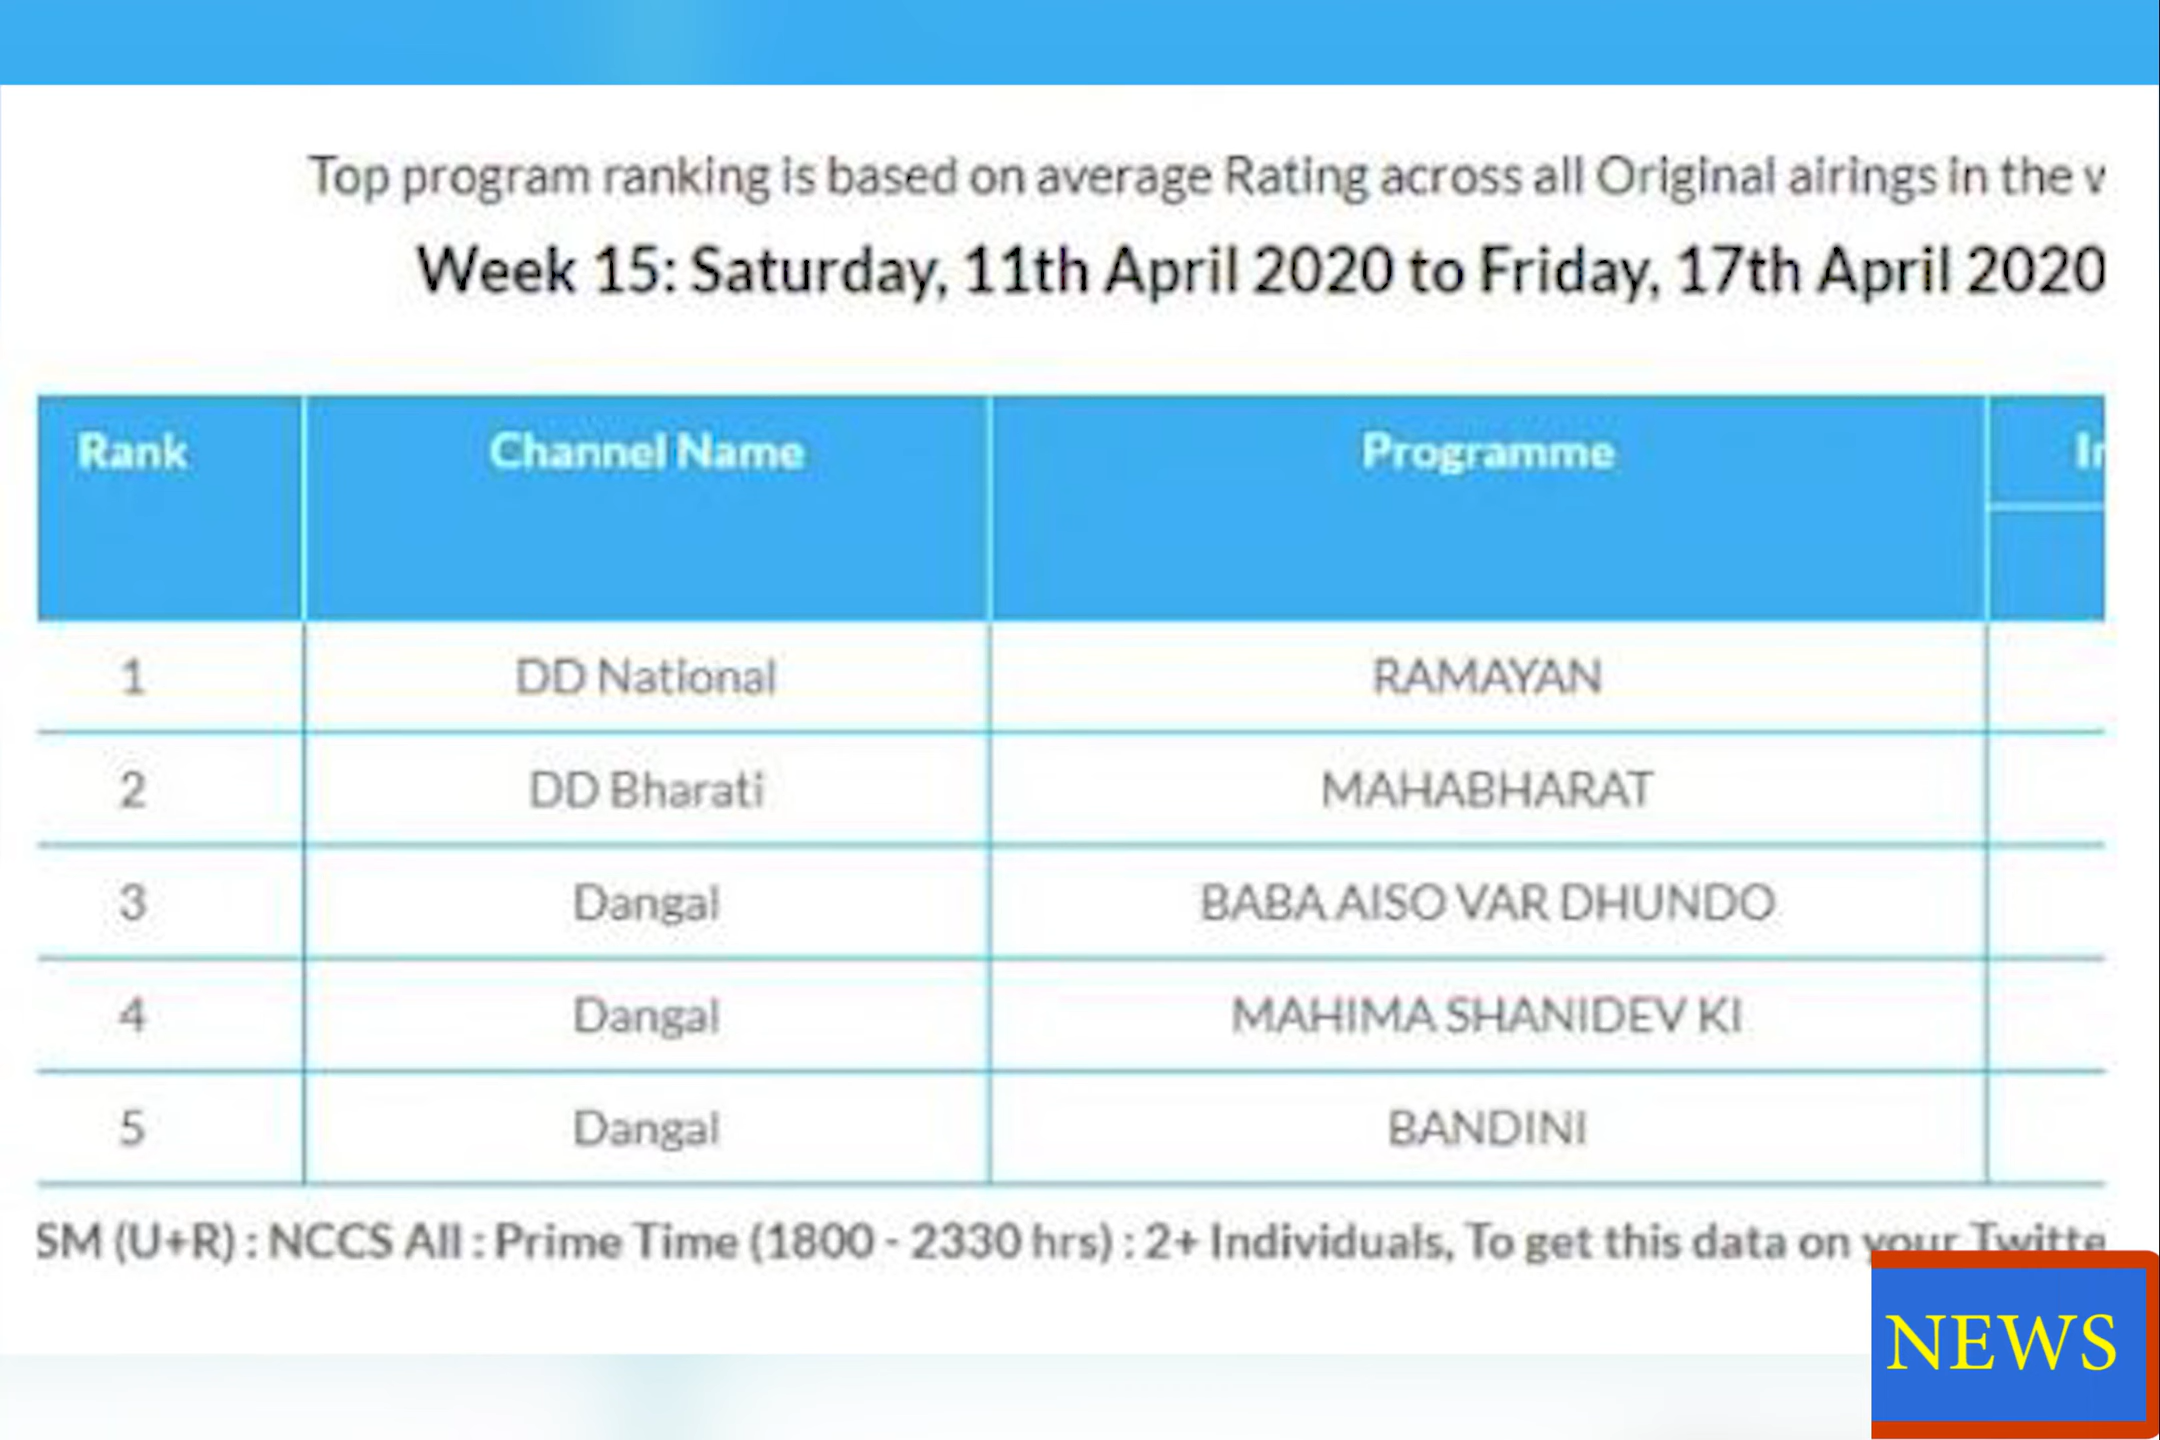 Top program ranking is based on average Rating across all Original airings in the
Week 15: Saturday, 11th April 2020 to Friday, 17th April 2020
Rank Channel Name Programme
1 DD National RAMAYAN
2 DD Bharati MAHABHARAT
3 Dangal BABA AISO VAR DHUNDO
4 Dangal MAHIMA SHANIDEV KI
5 Dangal BANDINI
SM (U+R) : NCCS All : Prime Time (1800 - 2330 hrs) : 2+ Individuals, To get this data on your Twitte
NEWS